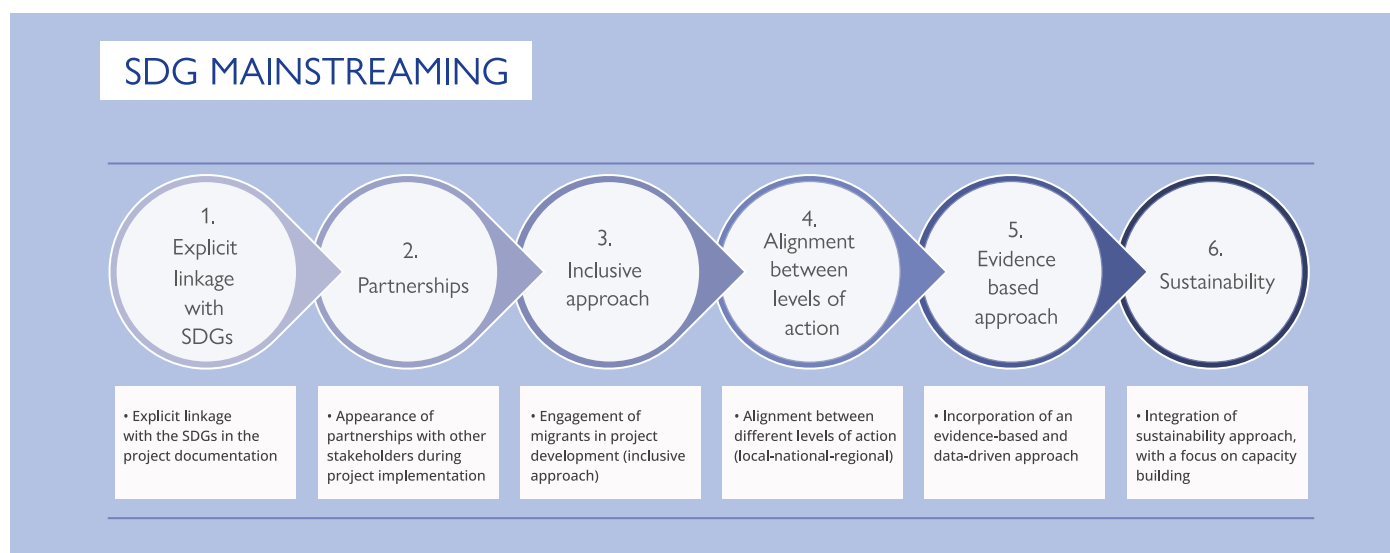 SDG MAINSTREAMING
1.
Explicit
linkage
with
SDGs
2.
Partnerships
3.
Inclusive
approach
4.
Alignment
between
levels of
action
5.
Evidence
based
approach
6.
Sustainability
• Explicit linkage
with the SDGs in the
project documentation
• Appearance of
partnerships with other
stakeholders during
project implementation
• Engagement of
migrants in project
development (inclusive
approach)
• Alignment between
different levels of action
(local-national-regional)
• Incorporation of an
evidence-based and
data-driven approach
• Integration of
sustainability approach,
with a focus on capacity
building